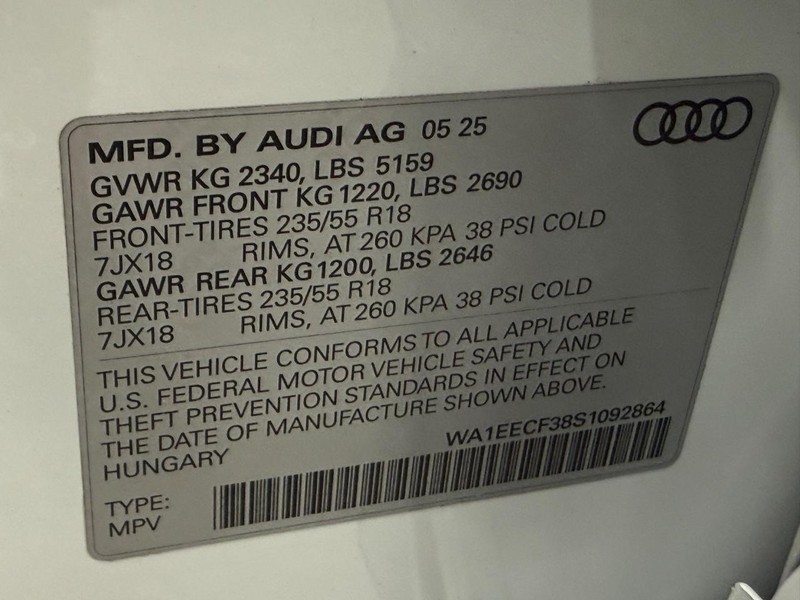 MFD. BY AUDI AG 05 25
GVWR KG 2340, LBS 5159
GAWR FRONT KG 1220, LBS 2690
FRONT-TIRES 235/55 R18
7JX18 RIMS, AT 260 KPA 38 PSI COLD
GAWR REAR KG 1200, LBS 2646
REAR-TIRES 235/55 R18
7JX18 RIMS, AT 260 KPA 38 PSI COLD
THIS VEHICLE CONFORMS TO ALL APPLICABLE
U.S. FEDERAL MOTOR VEHICLE SAFETY AND
THEFT PREVENTION STANDARDS IN EFFECT ON
THE DATE OF MANUFACTURE SHOWN ABOVE.
HUNGARY WA1EECF38S1092864
TYPE:
MPV